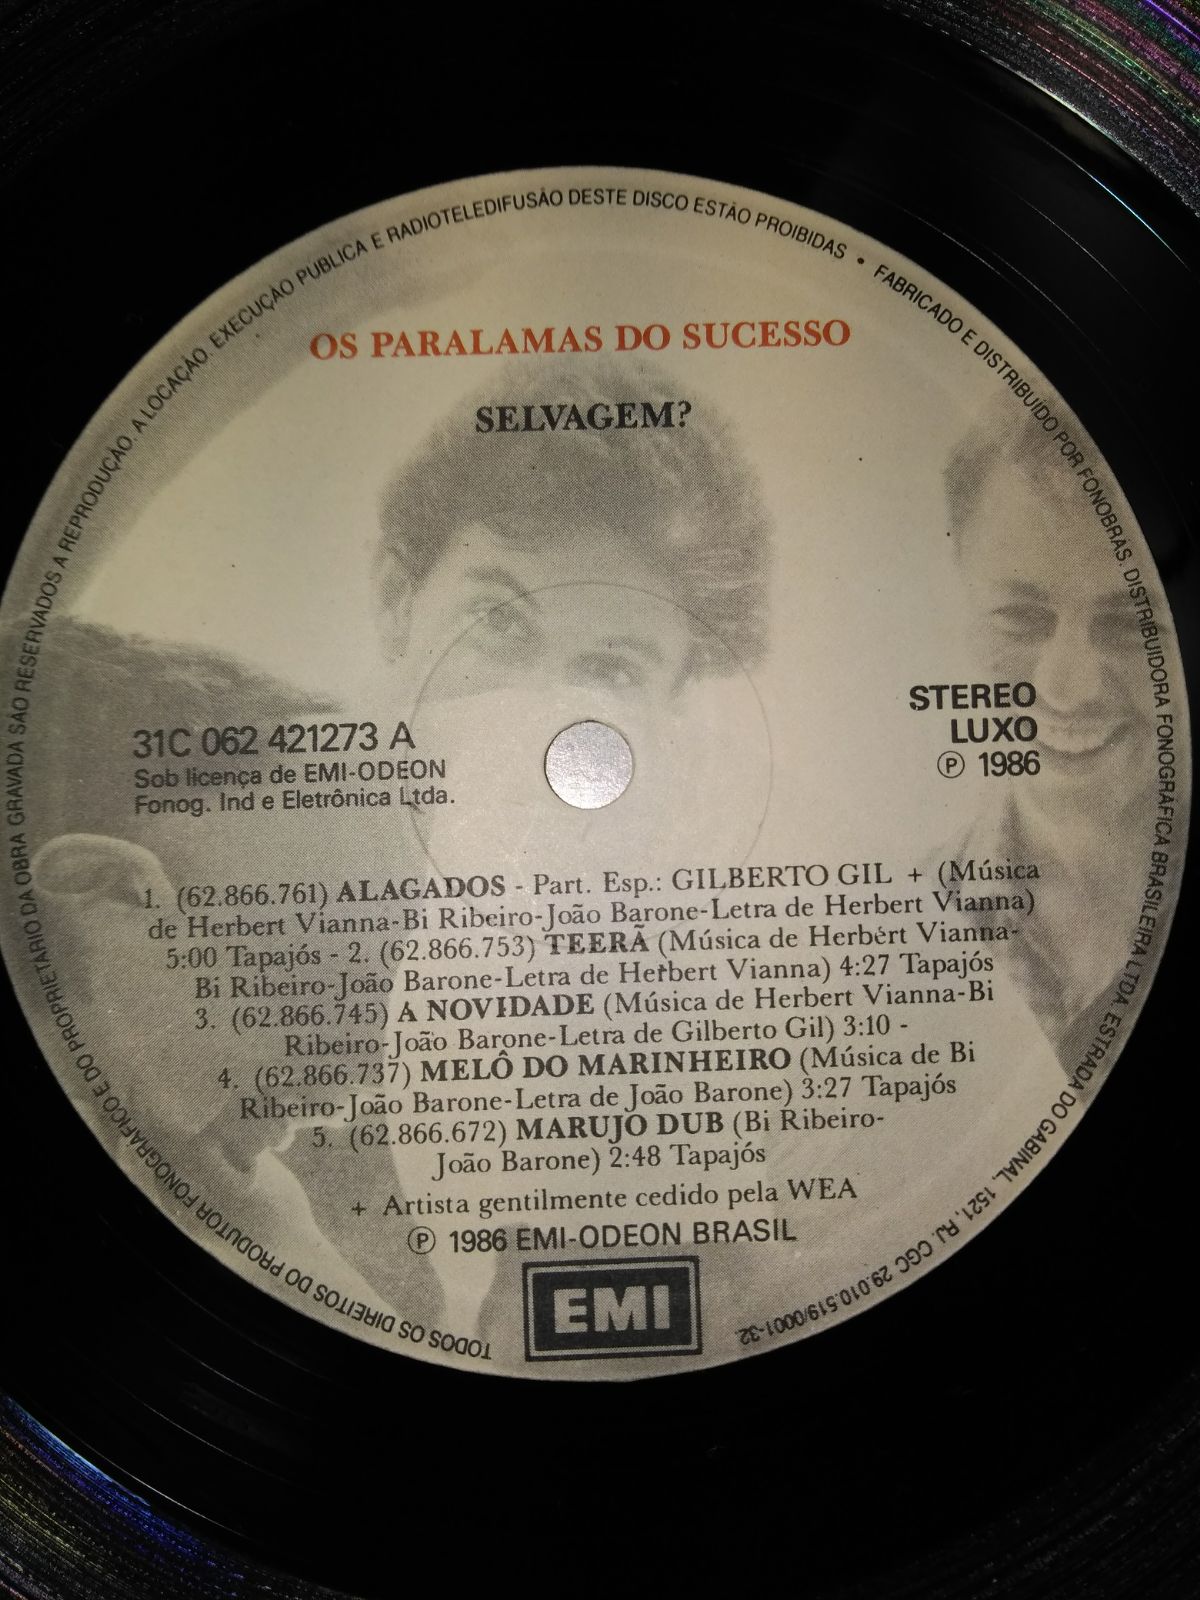 TODOS OS DIREITOS DO PRODUTOR FONOGRÁFICO E DO PROPRIETÁRIO DA OBRA GRAVADA SÃO RESERVADOS A REPRODUÇÃO. A LOCAÇÃO. EXECUÇÃO PÚBLICA E RADIOTELEDIFUSÃO DESTE DISCO ESTÃO PROIBIDAS • FABRICADO E DISTRIBUIDO POR FONOBRAS. DISTRIBUIDORA FONOGRÁFICA BRASILEIRA LTDA. ESTRADA DO GABINAL, 1521, RJ. CGC 29.010.519/0001-32.
OS PARALAMAS DO SUCESSO
SELVAGEM?
31C 062 421273 A
Sob licença de EMI-ODEON
Fonog. Ind e Eletrônica Ltda.
STEREO
LUXO
Ⓟ 1986
1. (62.866.761) ALAGADOS - Part. Esp.: GILBERTO GIL + (Música
de Herbert Vianna-Bi Ribeiro-João Barone-Letra de Herbert Vianna)
5:00 Tapajós - 2. (62.866.753) TEERÃ (Música de Herbert Vianna-
Bi Ribeiro-João Barone-Letra de Herbert Vianna) 4:27 Tapajós
3. (62.866.745) A NOVIDADE (Música de Herbert Vianna-Bi
Ribeiro-João Barone-Letra de Gilberto Gil) 3:10 -
4. (62.866.737) MELÔ DO MARINHEIRO (Música de Bi
Ribeiro-João Barone-Letra de João Barone) 3:27 Tapajós
5. (62.866.672) MARUJO DUB (Bi Ribeiro-
João Barone) 2:48 Tapajós
+ Artista gentilmente cedido pela WEA
Ⓟ 1986 EMI-ODEON BRASIL
EMI